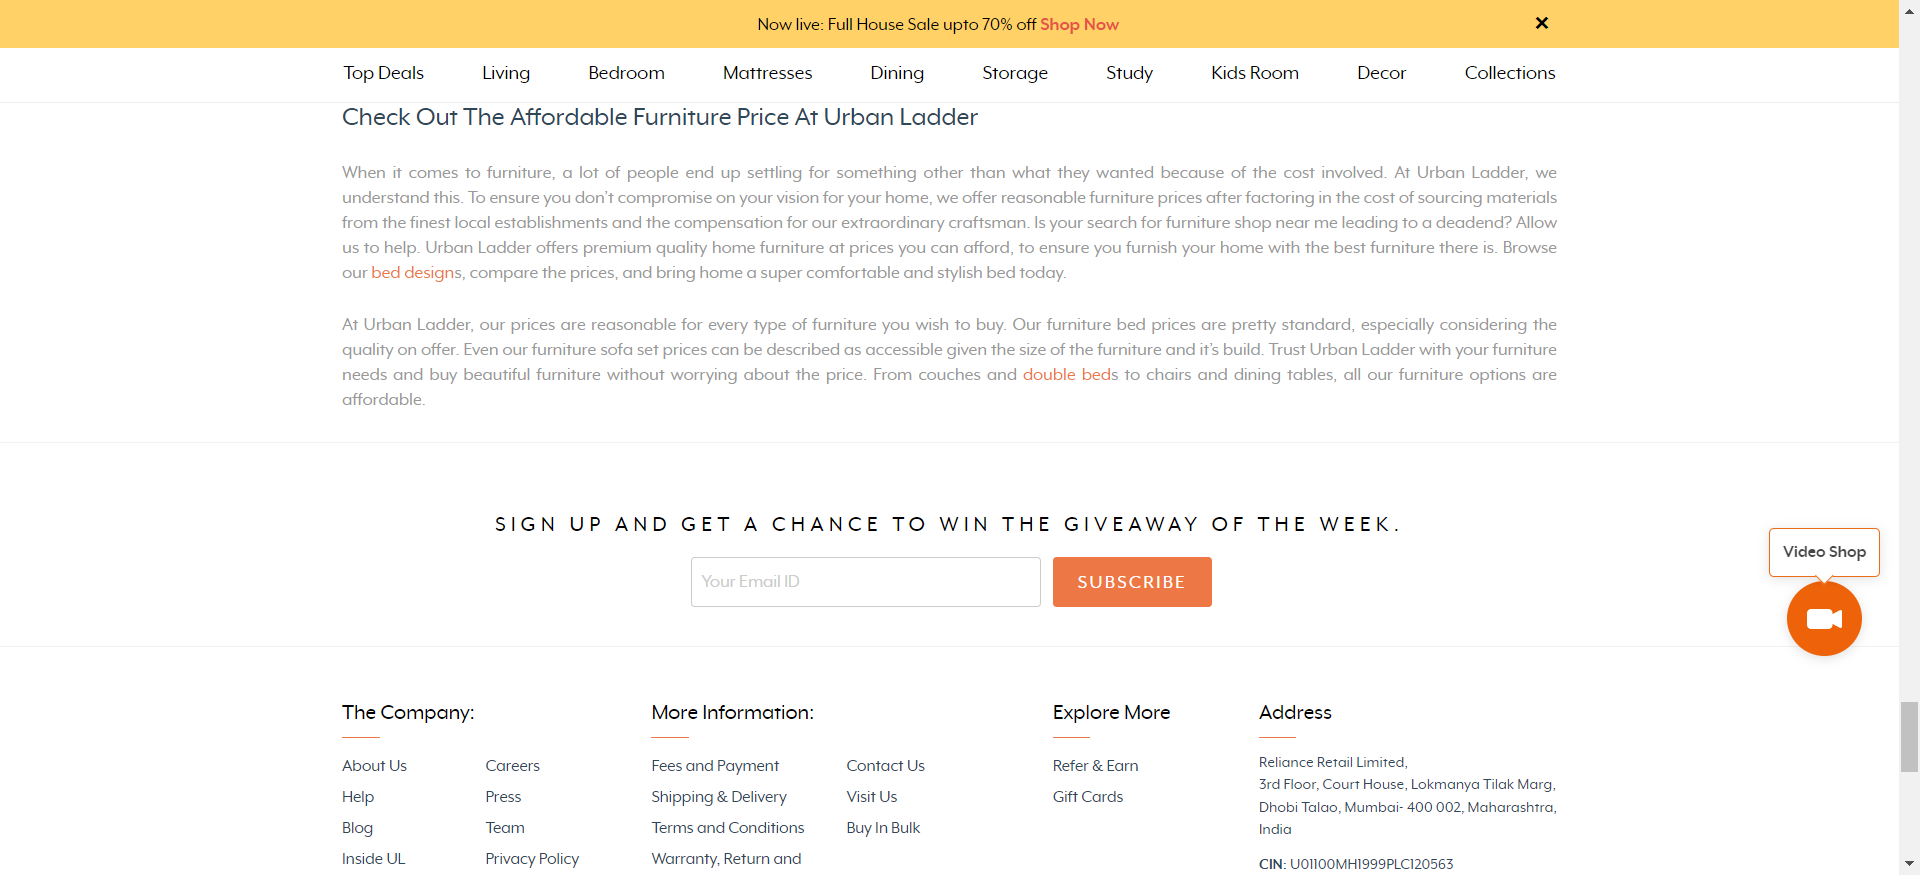 Now live: Full House Sale upto 70% off Shop Now ✕
Top Deals Living Bedroom Mattresses Dining Storage Study Kids Room Decor Collections
Check Out The Affordable Furniture Price At Urban Ladder
When it comes to furniture, a lot of people end up settling for something other than what they wanted because of the cost involved. At Urban Ladder, we
understand this. To ensure you don’t compromise on your vision for your home, we offer reasonable furniture prices after factoring in the cost of sourcing materials
from the finest local establishments and the compensation for our extraordinary craftsman. Is your search for furniture shop near me leading to a deadend? Allow
us to help. Urban Ladder offers premium quality home furniture at prices you can afford, to ensure you furnish your home with the best furniture there is. Browse
our bed designs, compare the prices, and bring home a super comfortable and stylish bed today.
At Urban Ladder, our prices are reasonable for every type of furniture you wish to buy. Our furniture bed prices are pretty standard, especially considering the
quality on offer. Even our furniture sofa set prices can be described as accessible given the size of the furniture and it’s build. Trust Urban Ladder with your furniture
needs and buy beautiful furniture without worrying about the price. From couches and double beds to chairs and dining tables, all our furniture options are
affordable.
SIGN UP AND GET A CHANCE TO WIN THE GIVEAWAY OF THE WEEK.
Your Email ID SUBSCRIBE
Video Shop
The Company:
About Us Careers
Help Press
Blog Team
Inside UL Privacy Policy
More Information:
Fees and Payment Contact Us
Shipping & Delivery Visit Us
Terms and Conditions Buy In Bulk
Warranty, Return and
Explore More
Refer & Earn
Gift Cards
Address
Reliance Retail Limited,
3rd Floor, Court House, Lokmanya Tilak Marg,
Dhobi Talao, Mumbai- 400 002, Maharashtra,
India
CIN: U01100MH1999PLC120563